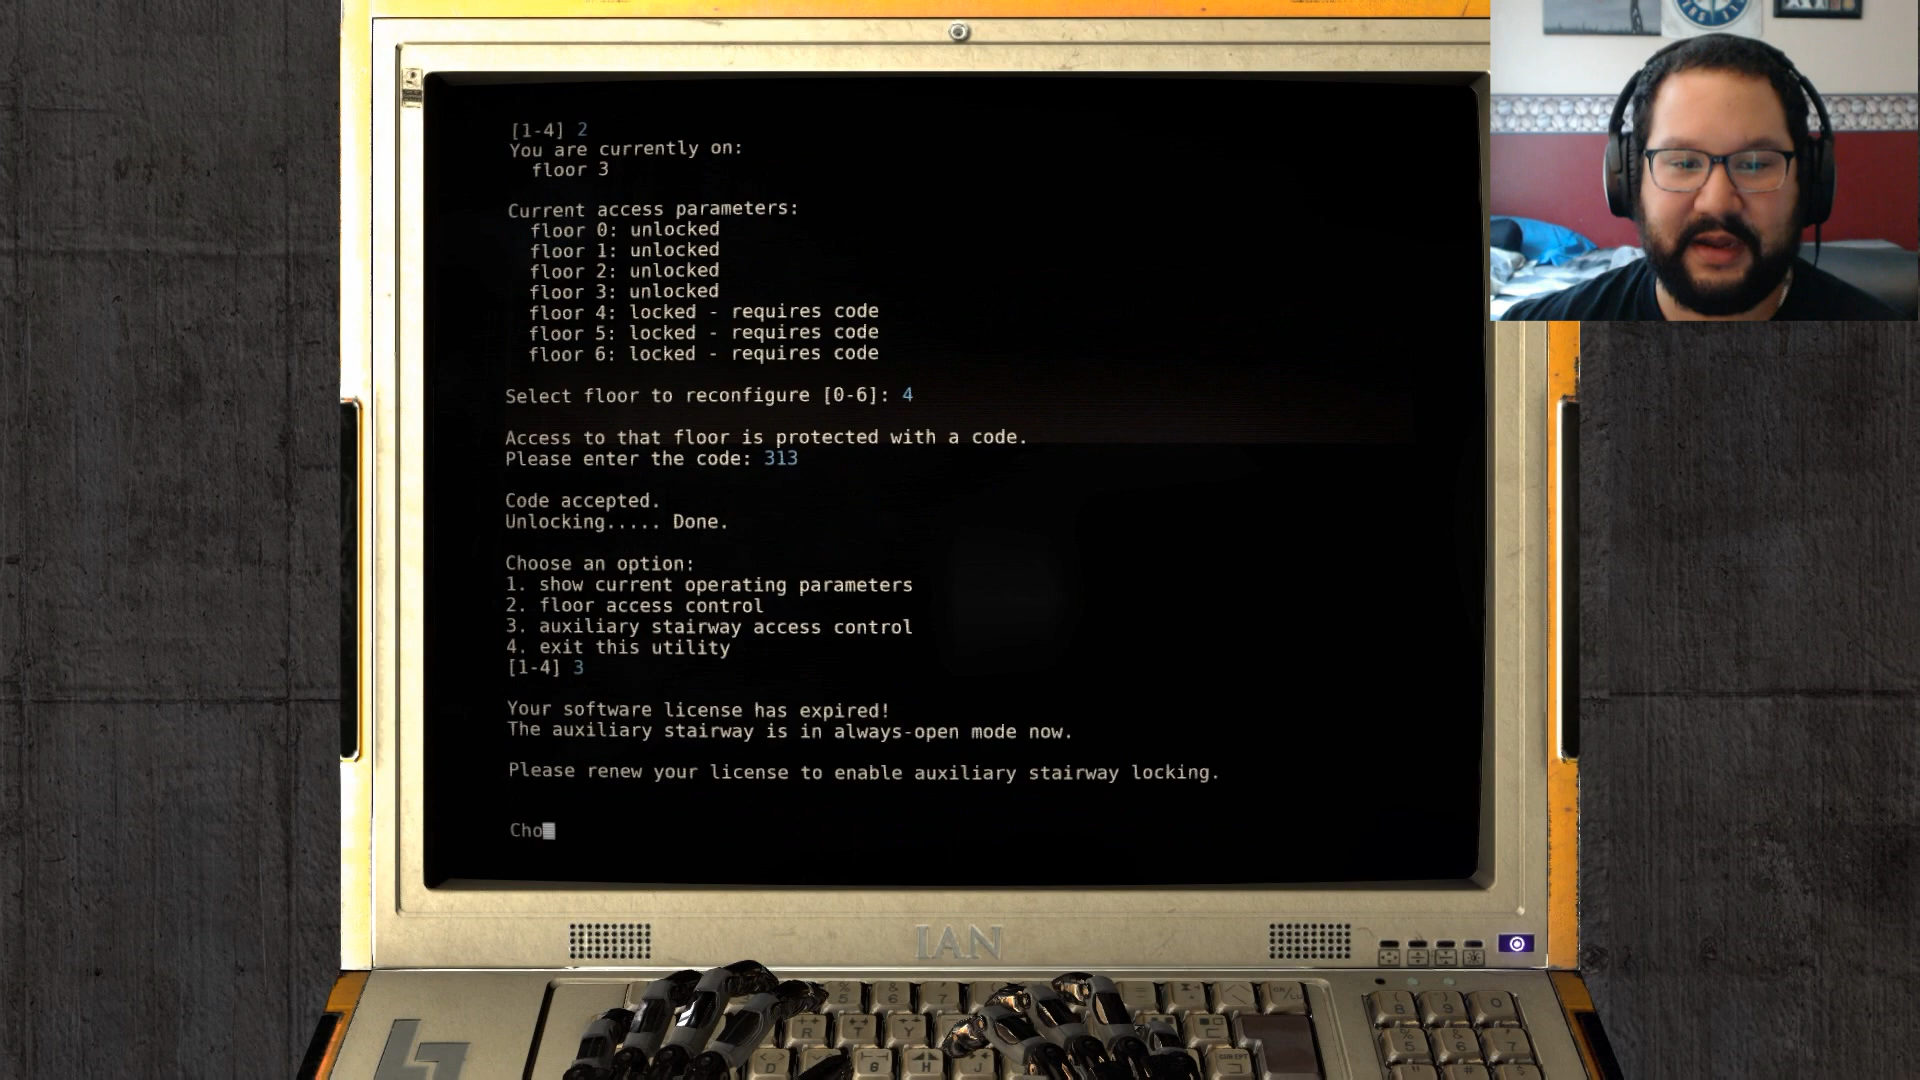 [1-4] 2
You are currently on:
floor 3
Current access parameters:
floor 0: unlocked
floor 1: unlocked
floor 2: unlocked
floor 3: unlocked
floor 4: locked - requires code
floor 5: locked - requires code
floor 6: locked - requires code
Select floor to reconfigure [0-6]: 4
Access to that floor is protected with a code.
Please enter the code: 313
Code accepted.
Unlocking..... Done.
Choose an option:
1. show current operating parameters
2. floor access control
3. auxiliary stairway access control
4. exit this utility
[1-4] 3
Your software license has expired!
The auxiliary stairway is in always-open mode now.
Please renew your license to enable auxiliary stairway locking.
Cho
IAN